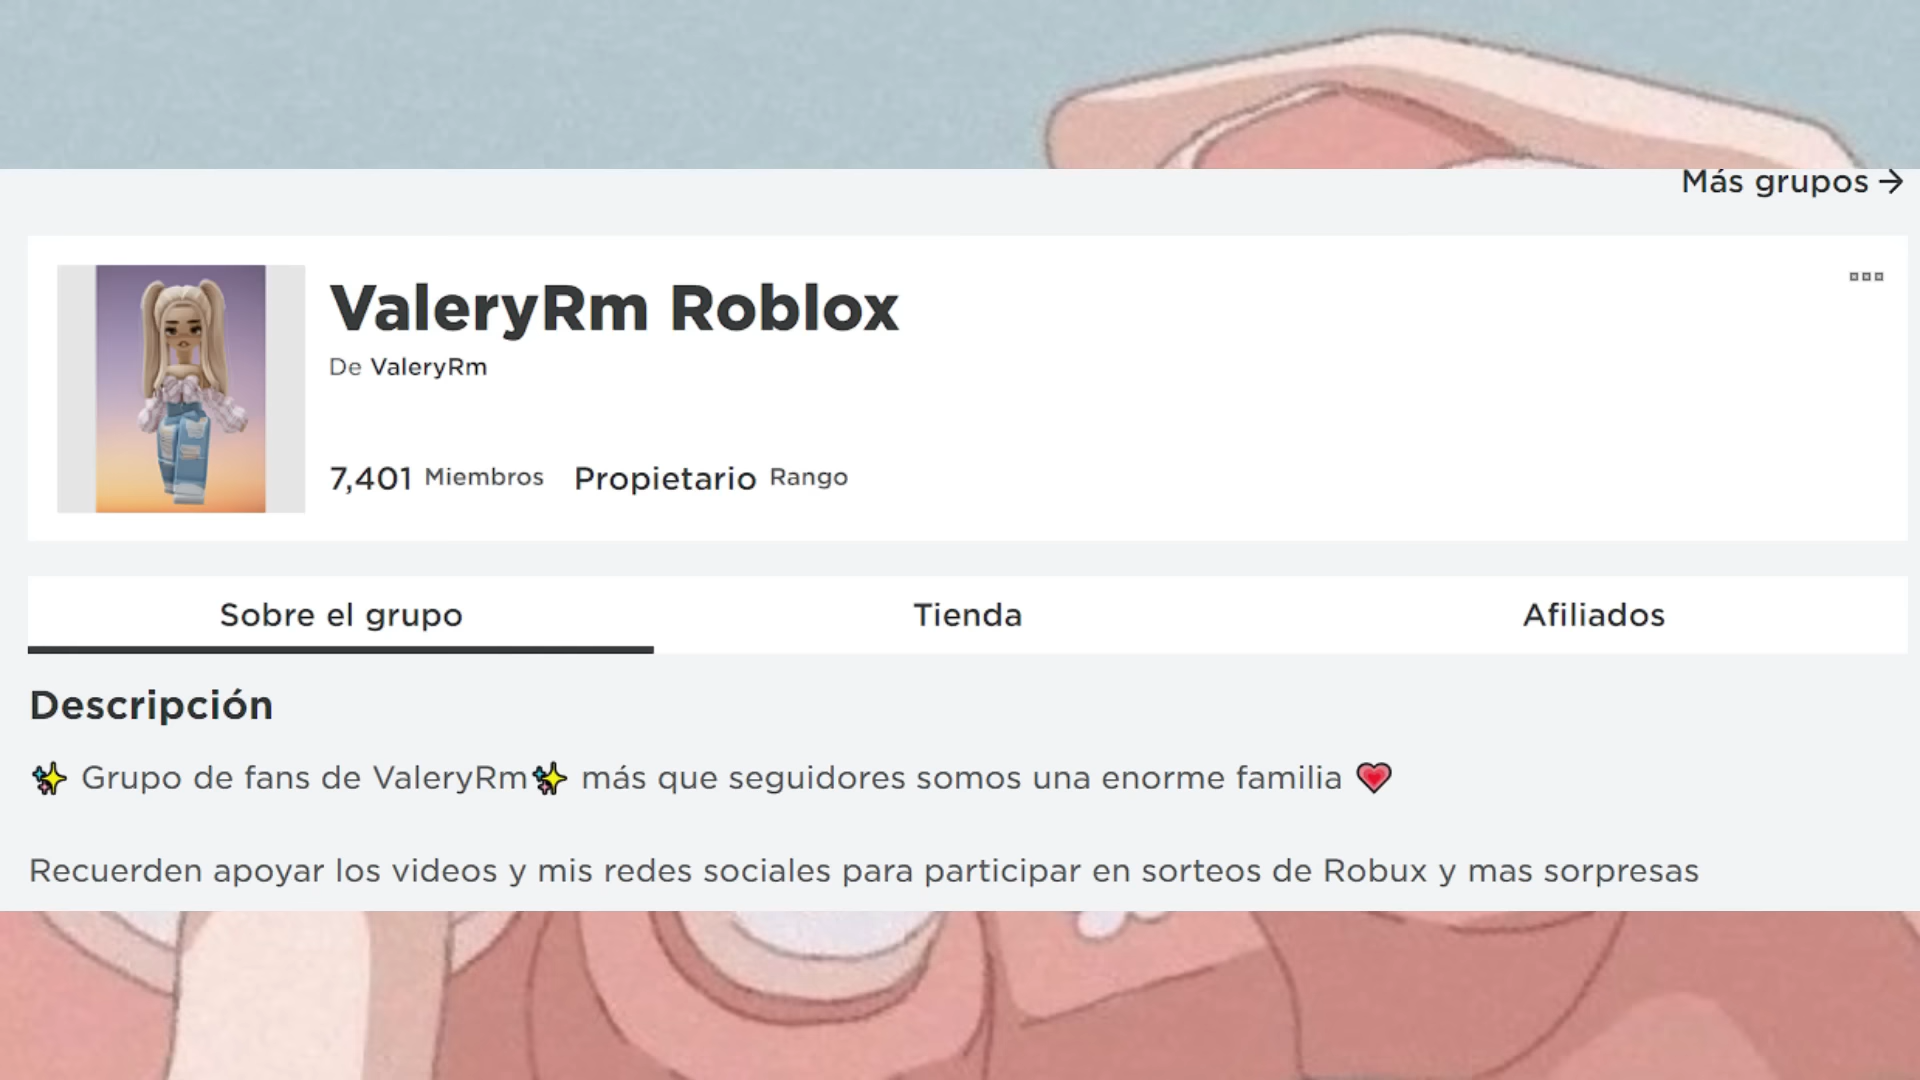 Más grupos →
ValeryRm Roblox
De ValeryRm
7,401 Miembros Propietario Rango
Sobre el grupo Tienda Afiliados
Descripción
✨ Grupo de fans de ValeryRm✨ más que seguidores somos una enorme familia 💗
Recuerden apoyar los videos y mis redes sociales para participar en sorteos de Robux y mas sorpresas